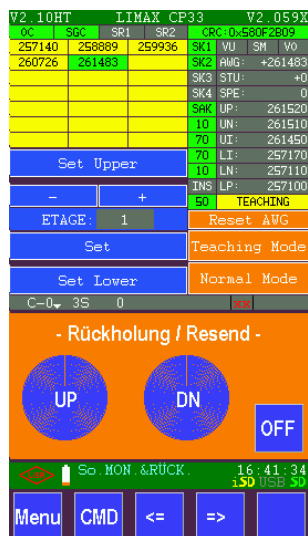 V2.10HT LIMAX CP33 V2.059X
OC SGC SR1 SR2 CRC:0x580F2B09
257140 258889 259936 SK1 VU SM VO
260726 261483 SK2 AWG: +261483
SK3 STU: +0
SK4 SPE: 0
SAK UP: 261520
10 UN: 261510
70 UI: 261450
Set Upper 70 LI: 257170
10 LN: 257110
- + INS LP: 257100
50 TEACHING
ETAGE: 1 Reset AWG
Set Teaching Mode
Set Lower Normal Mode
C-0 3S 0 xx
- Rückholung / Resend -
UP DN
OFF
So.MON.&RÜCK. 16:41:34
iSD USB SD
Menu CMD <= =>